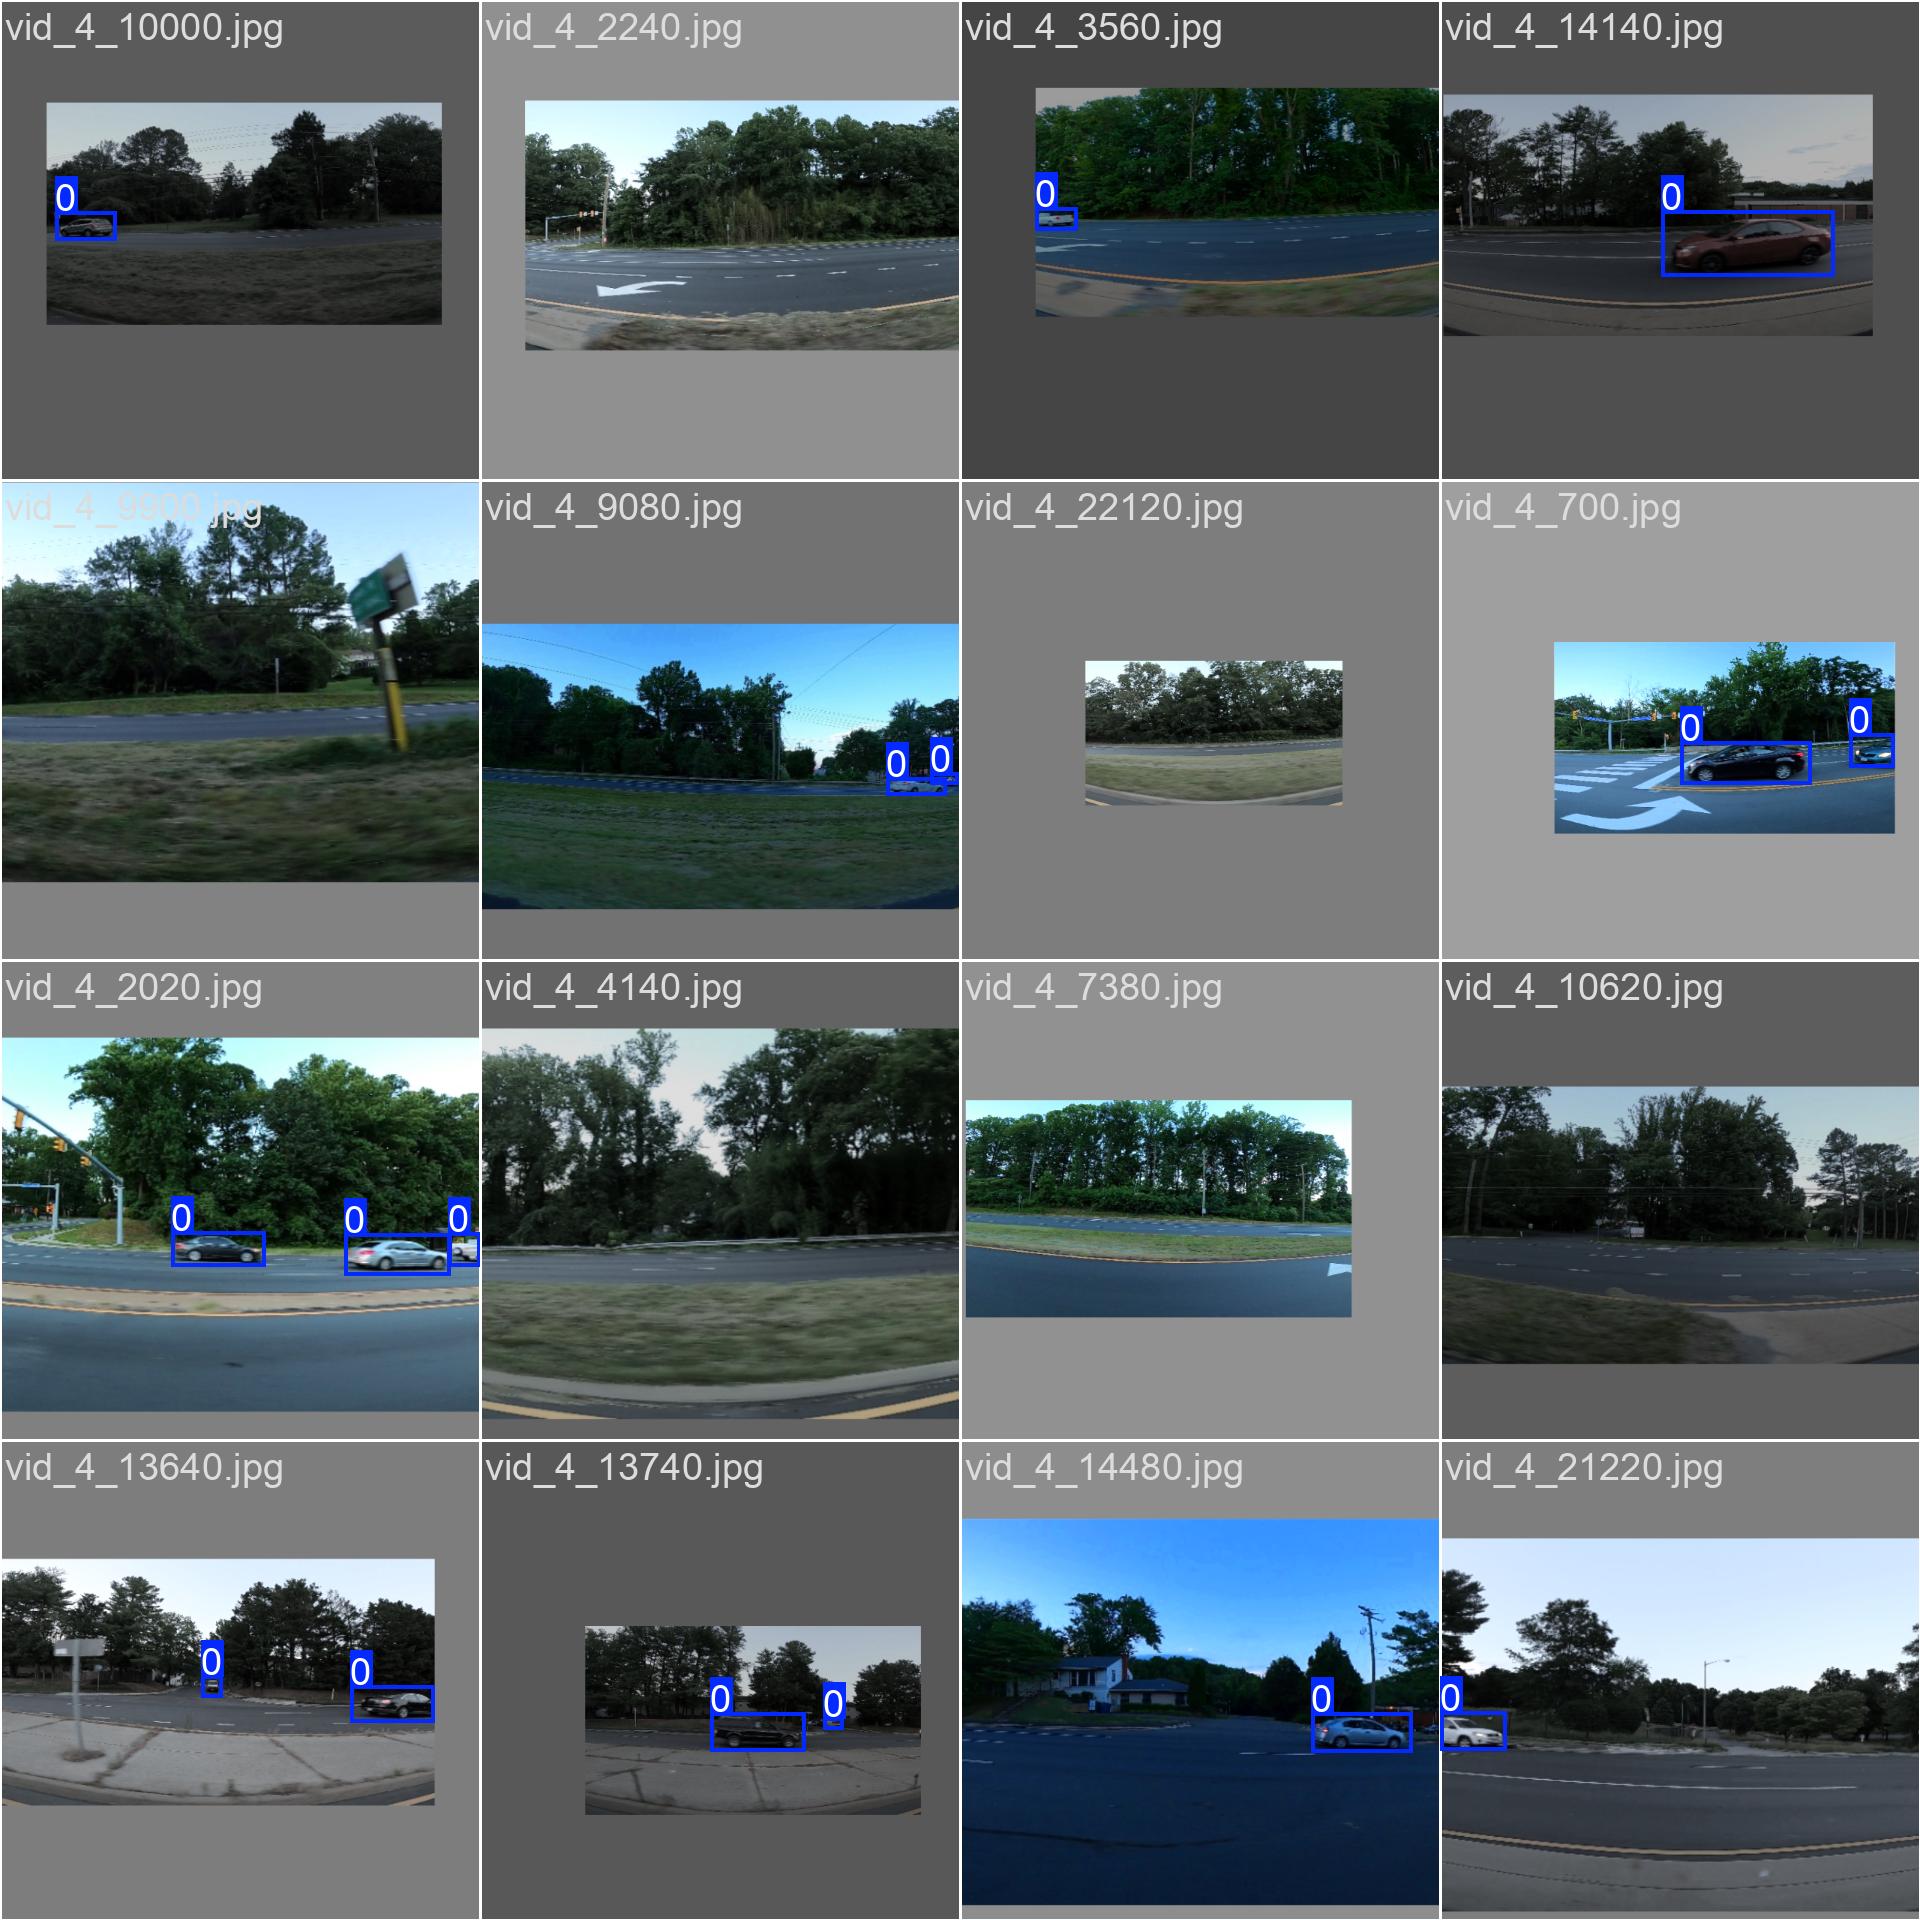 vid_4_10000.jpg
vid_4_2240.jpg
vid_4_3560.jpg
vid_4_14140.jpg
0
0
0
vid_4_9900.jpg
vid_4_9080.jpg
vid_4_22120.jpg
vid_4_700.jpg
0
0
0
0
vid_4_2020.jpg
vid_4_4140.jpg
vid_4_7380.jpg
vid_4_10620.jpg
0
0
0
vid_4_13640.jpg
vid_4_13740.jpg
vid_4_14480.jpg
vid_4_21220.jpg
0
0
0
0
0
0